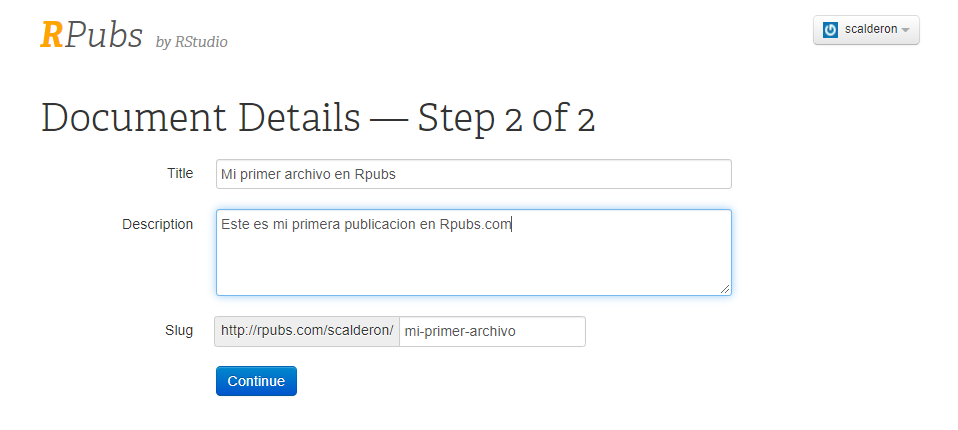 RPubs by RStudio
scalderon
Document Details — Step 2 of 2
Title Mi primer archivo en Rpubs
Description Este es mi primera publicacion en Rpubs.com
Slug http://rpubs.com/scalderon/ mi-primer-archivo
Continue